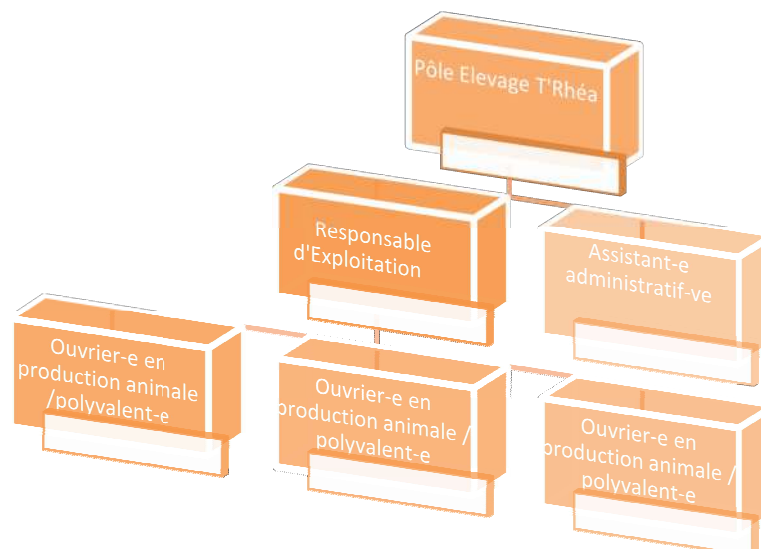 Pôle Elevage T'Rhéa
Responsable
d'Exploitation
Assistant-e
administratif-ve
Ouvrier-e en
production animale
/polyvalent-e
Ouvrier-e en
production animale /
polyvalent-e
Ouvrier-e en
production animale /
polyvalent-e